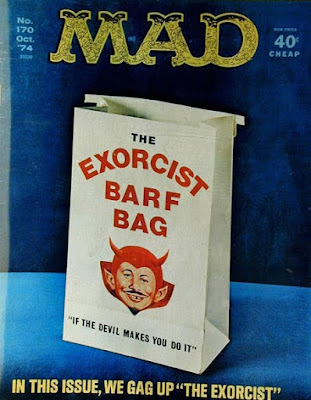 No.
170
Oct.
'74
MAD
40¢
CHEAP
THE
EXORCIST
BARF
BAG
"IF THE DEVIL MAKES YOU DO IT"
IN THIS ISSUE, WE GAG UP "THE EXORCIST"